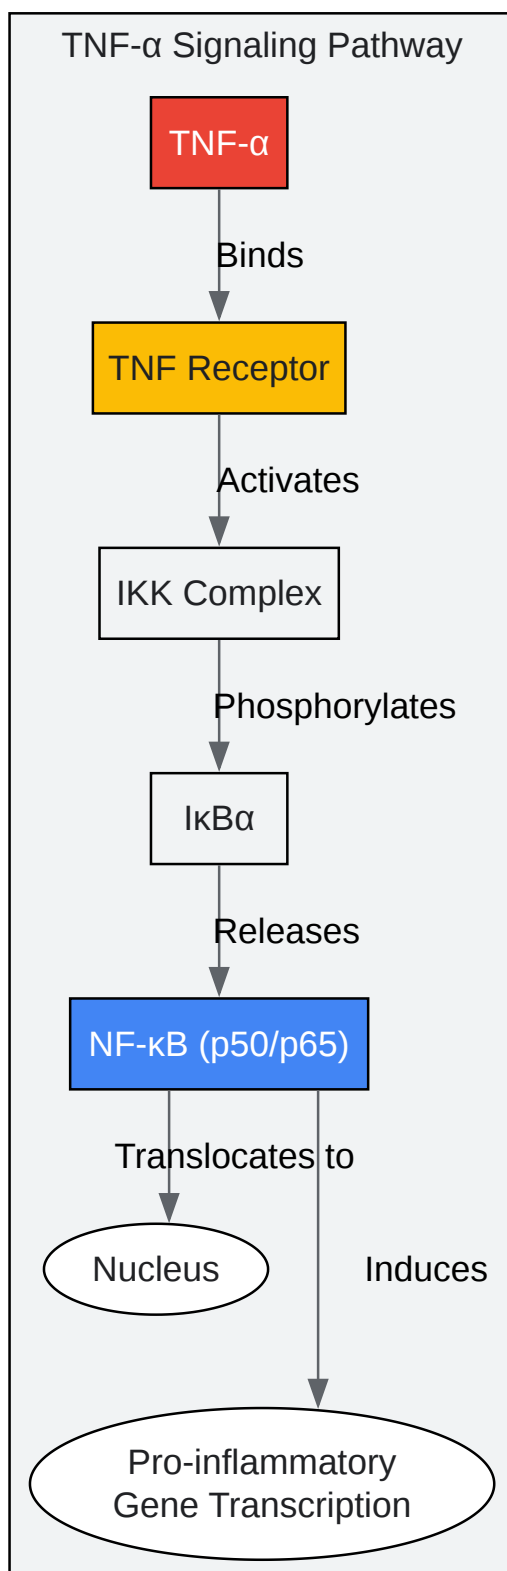 TNF-α Signaling Pathway
TNF-α
Binds
TNF Receptor
Activates
IKK Complex
Phosphorylates
IκBα
Releases
NF-κB (p50/p65)
Translocates to
Nucleus
Induces
Pro-inflammatory
Gene Transcription